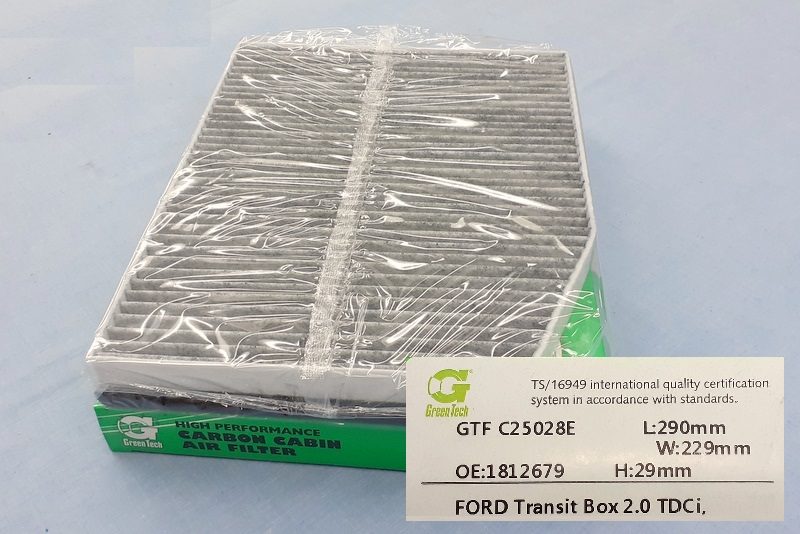 GreenTech
HIGH PERFORMANCE
CARBON CABIN
AIR FILTER
GreenTech®
TS/16949 international quality certification
system in accordance with standards.
GTF C25028E L:290mm
W:229mm
OE:1812679 H:29mm
FORD Transit Box 2.0 TDCi,